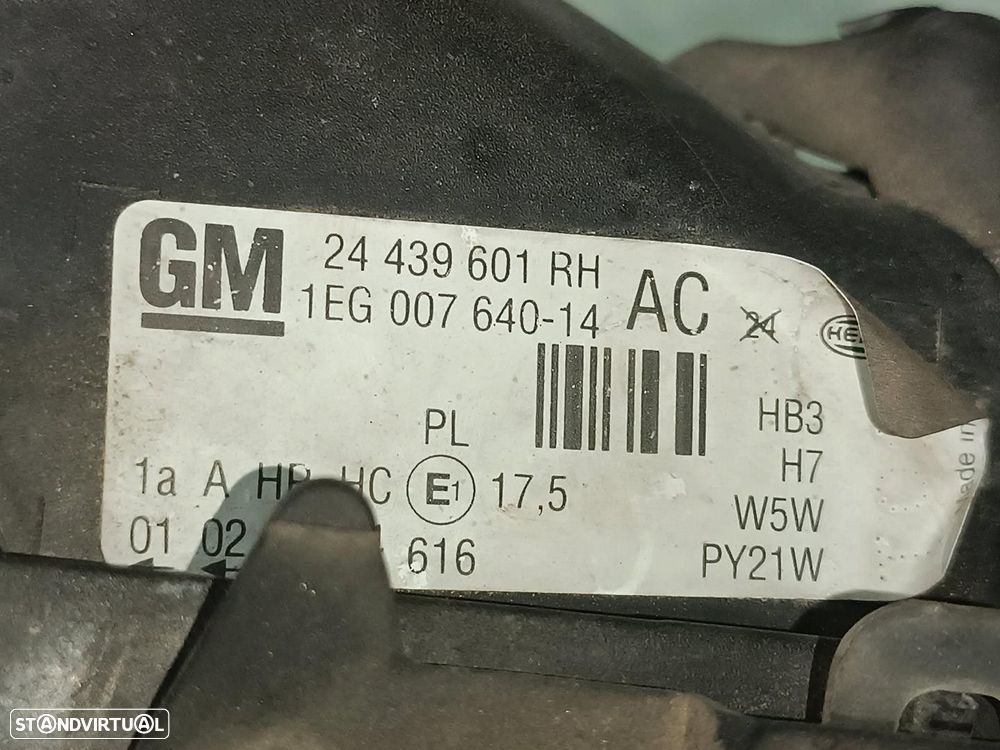 GM 24 439 601 RH
1EG 007 640-14 AC 24
PL HB3
H7
1a A HC E1 17,5
W5W
01 02 616
PY21W
STANDVIRTUAL